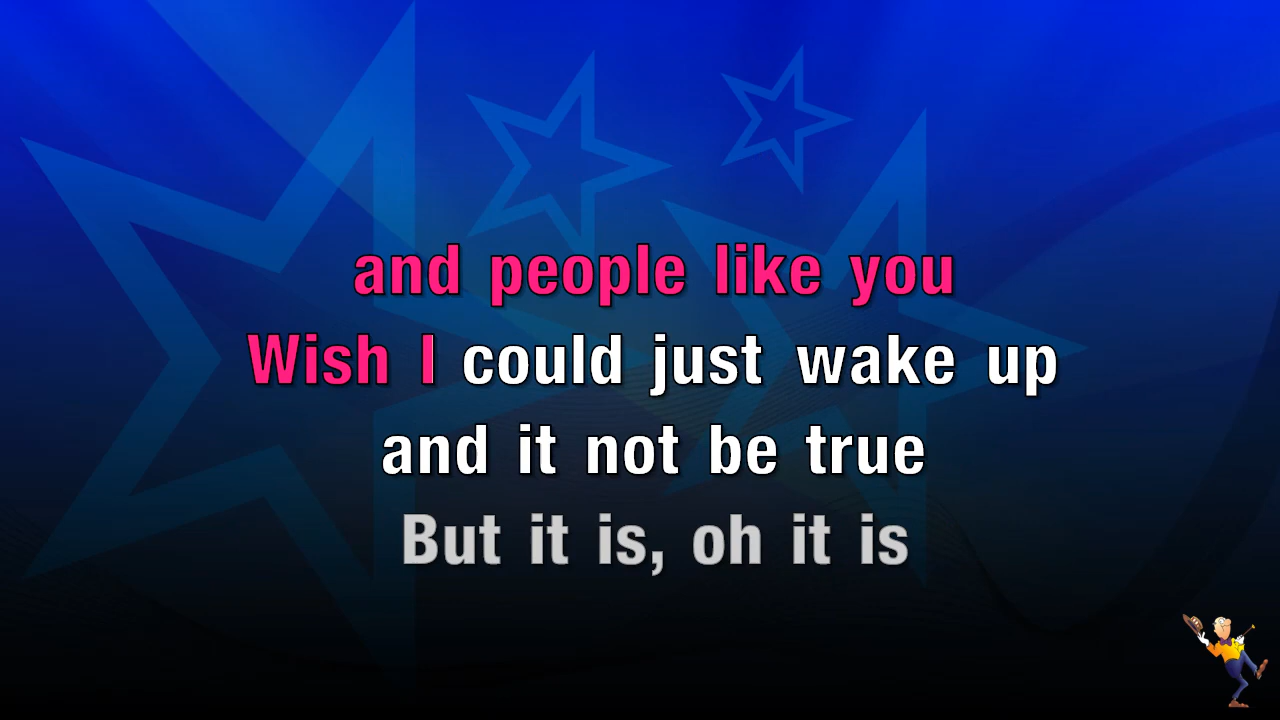 and people like you
Wish I could just wake up
and it not be true
But it is, oh it is